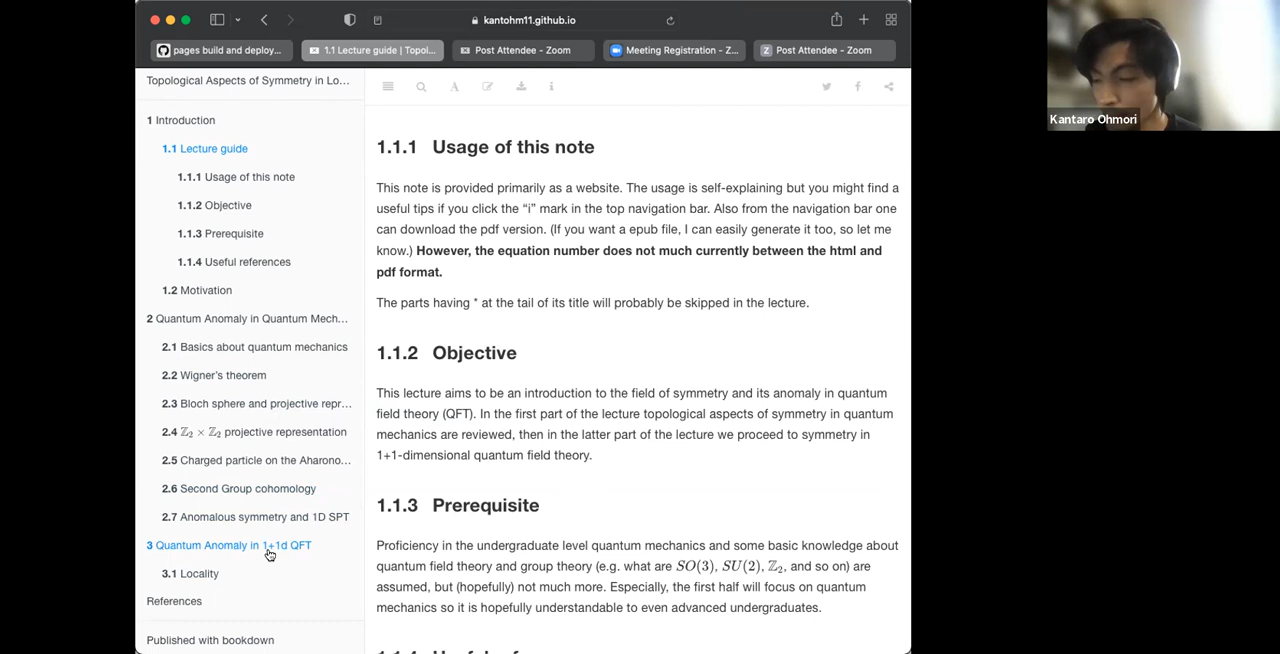 kantohm11.github.io
pages build and deploy...
1.1 Lecture guide | Topol...
Post Attendee - Zoom
Meeting Registration - Z...
Z Post Attendee - Zoom
Topological Aspects of Symmetry in Lo...
1 Introduction
1.1 Lecture guide
1.1.1 Usage of this note
1.1.2 Objective
1.1.3 Prerequisite
1.1.4 Useful references
1.2 Motivation
2 Quantum Anomaly in Quantum Mech...
2.1 Basics about quantum mechanics
2.2 Wigner's theorem
2.3 Bloch sphere and projective repr...
2.4 ℤ₂ × ℤ₂ projective representation
2.5 Charged particle on the Aharono...
2.6 Second Group cohomology
2.7 Anomalous symmetry and 1D SPT
3 Quantum Anomaly in 1+1d QFT
3.1 Locality
References
Published with bookdown
A
i
1.1.1 Usage of this note
This note is provided primarily as a website. The usage is self-explaining but you might find a
useful tips if you click the “i” mark in the top navigation bar. Also from the navigation bar one
can download the pdf version. (If you want a epub file, I can easily generate it too, so let me
know.) However, the equation number does not much currently between the html and
pdf format.
The parts having * at the tail of its title will probably be skipped in the lecture.
1.1.2 Objective
This lecture aims to be an introduction to the field of symmetry and its anomaly in quantum
field theory (QFT). In the first part of the lecture topological aspects of symmetry in quantum
mechanics are reviewed, then in the latter part of the lecture we proceed to symmetry in
1+1-dimensional quantum field theory.
1.1.3 Prerequisite
Proficiency in the undergraduate level quantum mechanics and some basic knowledge about
quantum field theory and group theory (e.g. what are SO(3), SU(2), ℤ₂, and so on) are
assumed, but (hopefully) not much more. Especially, the first half will focus on quantum
mechanics so it is hopefully understandable to even advanced undergraduates.
Kantaro Ohmori